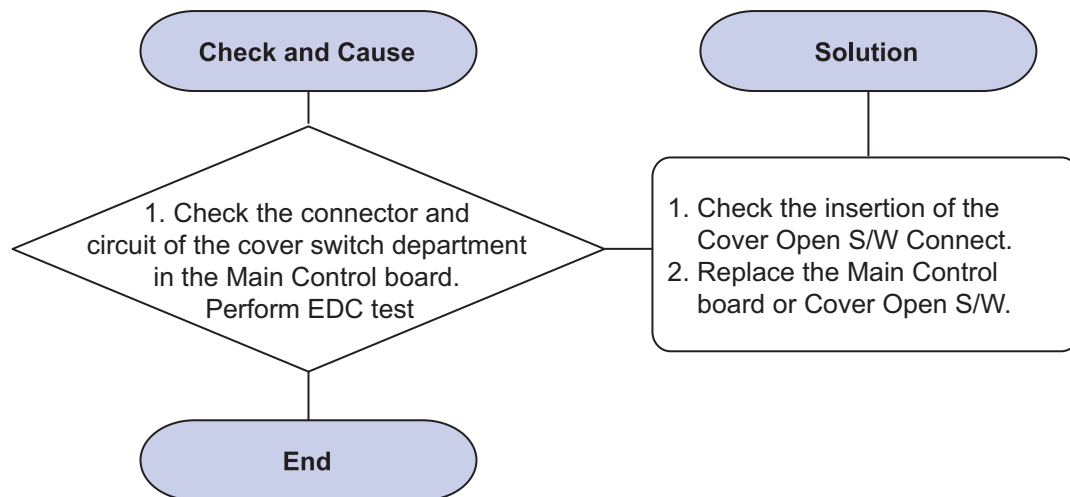 Check and Cause
Solution
1. Check the connector and
circuit of the cover switch department
in the Main Control board.
Perform EDC test
1. Check the insertion of the
Cover Open S/W Connect.
2. Replace the Main Control
board or Cover Open S/W.
End